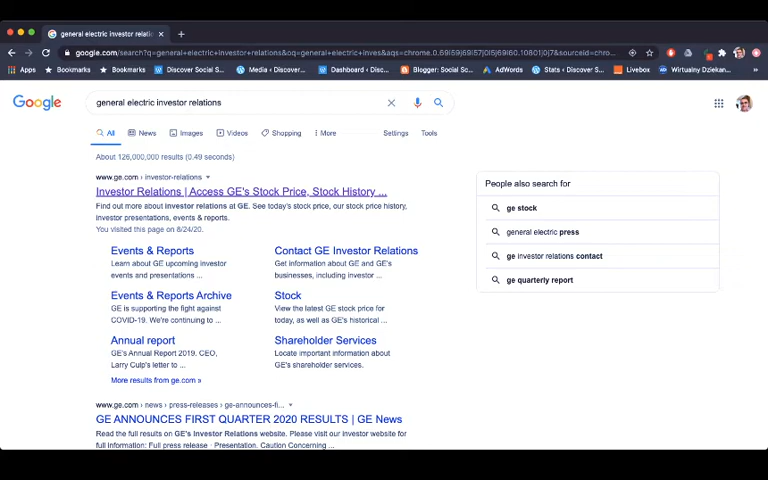 general electric investor relati
google.com/search?q=general+electric+investor+relations&oq=general+electric+inves&aqs=chrome.0.69i59j69i57j0l5j69i60.10801j0j7&sourceid=chro...
Apps Bookmarks Bookmarks Discover Social S... Media ‹ Discover... Dashboard ‹ Disc... Blogger: Social Sc... AdWords Stats ‹ Discover S... Livebox Wirtualny Dziekan... »
Google general electric investor relations
All News Images Videos Shopping More Settings Tools
About 126,000,000 results (0.49 seconds)
www.ge.com › investor-relations
Investor Relations | Access GE's Stock Price, Stock History ...
Find out more about investor relations at GE. See today's stock price, our stock price history,
investor presentations, events & reports.
You visited this page on 8/24/20.
Events & Reports
Learn about GE upcoming
investor events and presentations ...
Contact GE Investor Relations
Get information about GE and GE's
businesses, including investor ...
Events & Reports Archive
GE is supporting the fight against
COVID-19. We're continuing to ...
Stock
View the latest GE stock price for
today, as well as GE's historical ...
Annual report
GE's Annual Report 2019. CEO,
Larry Culp's letter to ...
Shareholder Services
Locate important information about
GE's shareholder services.
More results from ge.com »
www.ge.com › news › press-releases › ge-announces-fi...
GE ANNOUNCES FIRST QUARTER 2020 RESULTS | GE News
Read the full results on GE's Investor Relations website. Please visit our investor website for
full information: Full press release · Presentation. Caution Concerning ...
People also search for
ge stock
general electric press
ge investor relations contact
ge quarterly report